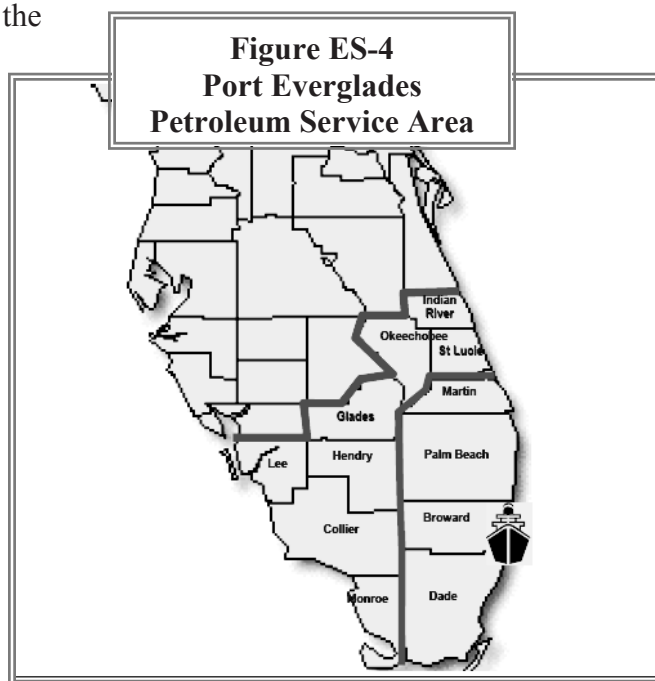 the
Figure ES-4
Port Everglades
Petroleum Service Area
Indian
River
Okeechobee
St Lucie
Martin
Glades
Lee
Hendry
Palm Beach
Collier
Broward
Monroe
Dade